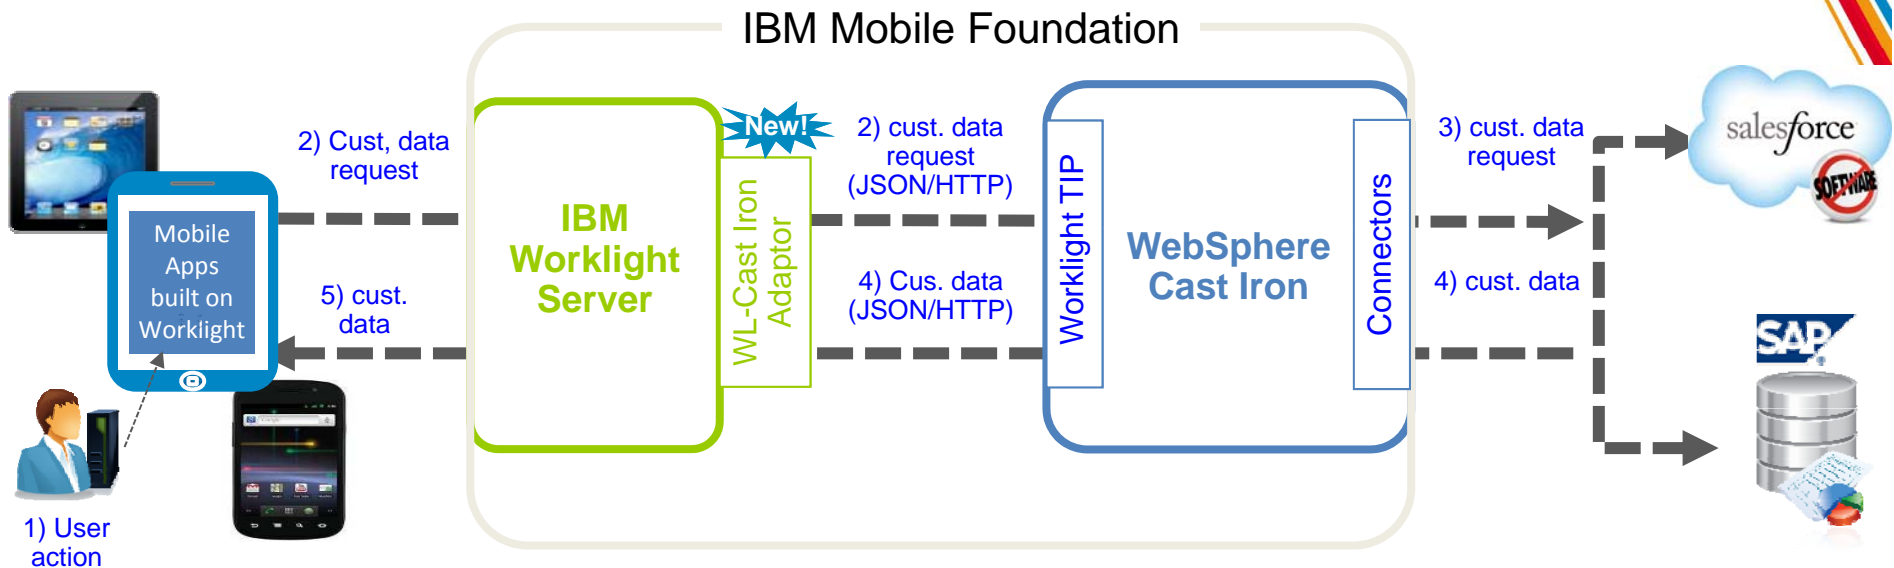 IBM Mobile Foundation
2) Cust, data
request
Mobile
Apps
built on
Worklight
5) cust.
data
1) User
action
IBM
Worklight
Server
New!
WL-Cast Iron
Adaptor
2) cust. data
request
(JSON/HTTP)
4) Cus. data
(JSON/HTTP)
Worklight TIP
WebSphere
Cast Iron
Connectors
3) cust. data
request
4) cust. data
salesforce
SOFTWARE
SAP